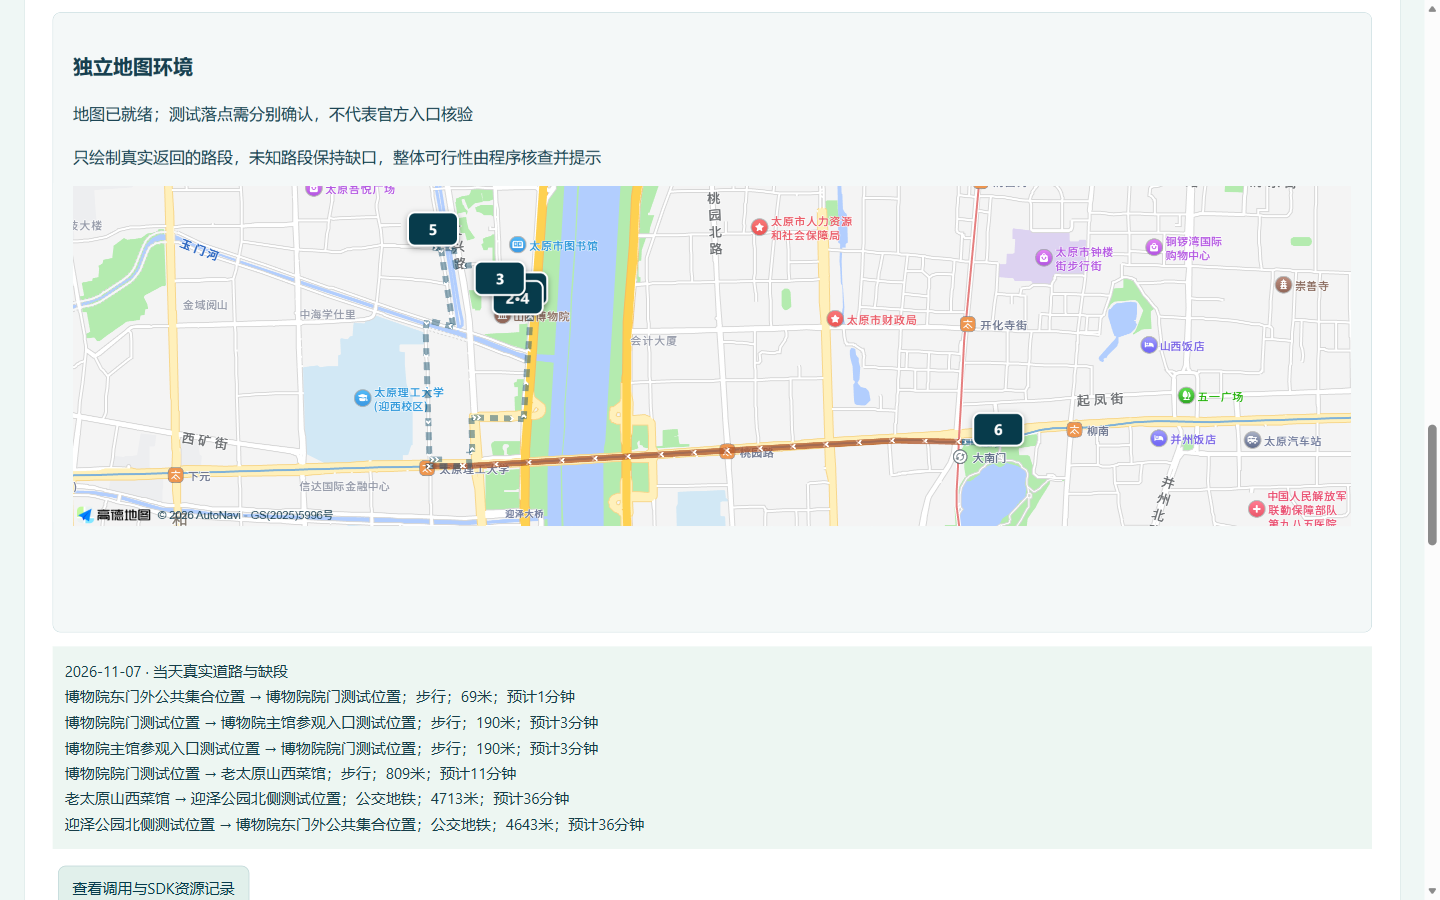 独立地图环境
地图已就绪；测试落点需分别确认，不代表官方入口核验
只绘制真实返回的路段，未知路段保持缺口，整体可行性由程序核查并提示
太原吾悦广场
桃园北路
太原市人力资源
和社会保障局
玉门河
5
太原市图书馆
铜锣湾国际
购物中心
太原市钟楼
街步行街
3
2•4
崇善寺
金域阅山
中海学仕里
博物院
太原市财政局
开化寺街
会计大厦
山西饭店
太原理工大学
(迎西校区)
五一广场
起凤街
6
柳南
并州饭店
太原汽车站
西矿街
下元
太原理工大学
桃园路
大南门
信达国际金融中心
并州北
中国人民解放军
联勤保障部队
第九八五医院
高德地图 © 2026 AutoNavi - GS(2025)5996号
迎泽大桥
2026-11-07 · 当天真实道路与缺段
博物院东门外公共集合位置 → 博物院院门测试位置；步行；69米；预计1分钟
博物院院门测试位置 → 博物院主馆参观入口测试位置；步行；190米；预计3分钟
博物院主馆参观入口测试位置 → 博物院院门测试位置；步行；190米；预计3分钟
博物院院门测试位置 → 老太原山西菜馆；步行；809米；预计11分钟
老太原山西菜馆 → 迎泽公园北侧测试位置；公交地铁；4713米；预计36分钟
迎泽公园北侧测试位置 → 博物院东门外公共集合位置；公交地铁；4643米；预计36分钟
查看调用与SDK资源记录